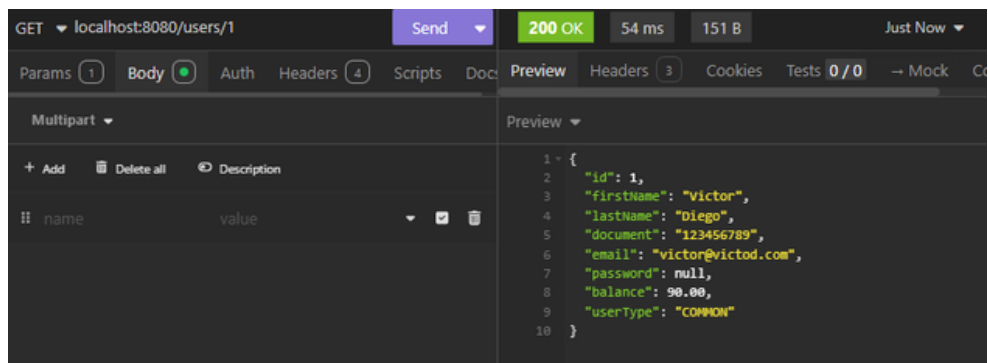 GET localhost:8080/users/1 Send 200 OK 54 ms 151 B Just Now
Params 1 Body Auth Headers 4 Scripts Docs Preview Headers 3 Cookies Tests 0 / 0 → Mock Co
Multipart Preview
+ Add Delete all Description
name value
1 {
2 "id": 1,
3 "firstName": "Victor",
4 "lastName": "Diego",
5 "document": "123456789",
6 "email": "victor@victod.com",
7 "password": null,
8 "balance": 90.00,
9 "userType": "COMMON"
10 }